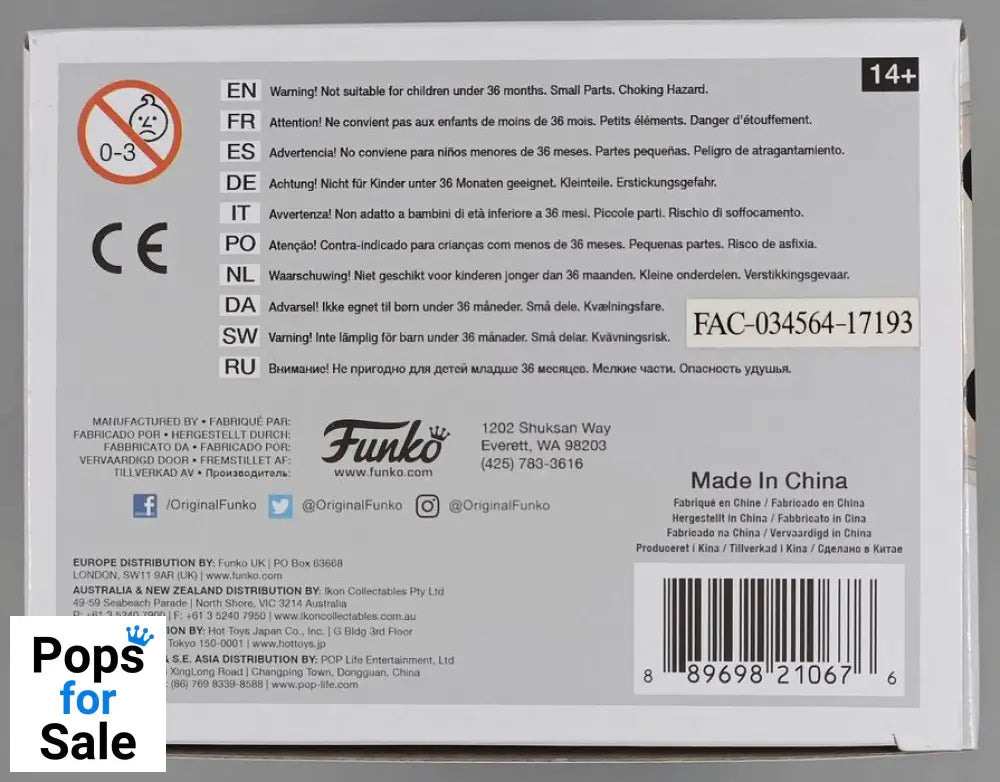 14+
0-3
EN Warning! Not suitable for children under 36 months. Small Parts. Choking Hazard.
FR Attention! Ne convient pas aux enfants de moins de 36 mois. Petits éléments. Danger d'étouffement.
ES Advertencia! No conviene para niños menores de 36 meses. Partes pequeñas. Peligro de atragantamiento.
DE Achtung! Nicht für Kinder unter 36 Monaten geeignet. Kleinteile. Erstickungsgefahr.
IT Avvertenza! Non adatto a bambini di età inferiore a 36 mesi. Piccole parti. Rischio di soffocamento.
PO Atenção! Contra-indicado para crianças com menos de 36 meses. Pequenas partes. Risco de asfixia.
NL Waarschuwing! Niet geschikt voor kinderen jonger dan 36 maanden. Kleine onderdelen. Verstikkingsgevaar.
DA Advarsel! Ikke egnet til børn under 36 måneder. Små dele. Kvælningsfare.
SW Varning! Inte lämplig för barn under 36 månader. Små delar. Kvävningsrisk.
RU Внимание! Не пригодно для детей младше 36 месяцев. Мелкие части. Опасность удушья.
CE
FAC-034564-17193
MANUFACTURED BY • FABRIQUÉ PAR:
FABRICADO POR • HERGESTELLT DURCH:
FABBRICATO DA • FABRICADO POR:
VERVAARDIGD DOOR • FREMSTILLET AF:
TILLVERKAD AV • Производитель:
Funko
www.funko.com
1202 Shuksan Way
Everett, WA 98203
(425) 783-3616
/OriginalFunko @OriginalFunko @OriginalFunko
Made In China
Fabriqué en Chine / Fabricado en China
Hergestellt in China / Fabbricato in Cina
Fabricado na China / Vervaardigd in China
Produceret i Kina / Tillverkad i Kina / Сделано в Китае
EUROPE DISTRIBUTION BY: Funko UK | PO Box 63668
LONDON, SW11 9AR (UK) | www.funko.com
AUSTRALIA & NEW ZEALAND DISTRIBUTION BY: Ikon Collectables Pty Ltd
49-59 Seabeach Parade | North Shore, VIC 3214 Australia
P: +61 3 5240 7900 | F: +61 3 5240 7950 | www.ikoncollectables.com.au
BY: Hot Toys Japan Co., Inc. | G Bldg 3rd Floor
Tokyo 150-0001 | www.hottoys.jp
& S.E. ASIA DISTRIBUTION BY: POP Life Entertainment, Ltd
XingLong Road | Changping Town, Dongguan, China
(86) 769 8339-8588 | www.pop-life.com
8 89698 21067 6
Pops
for
Sale